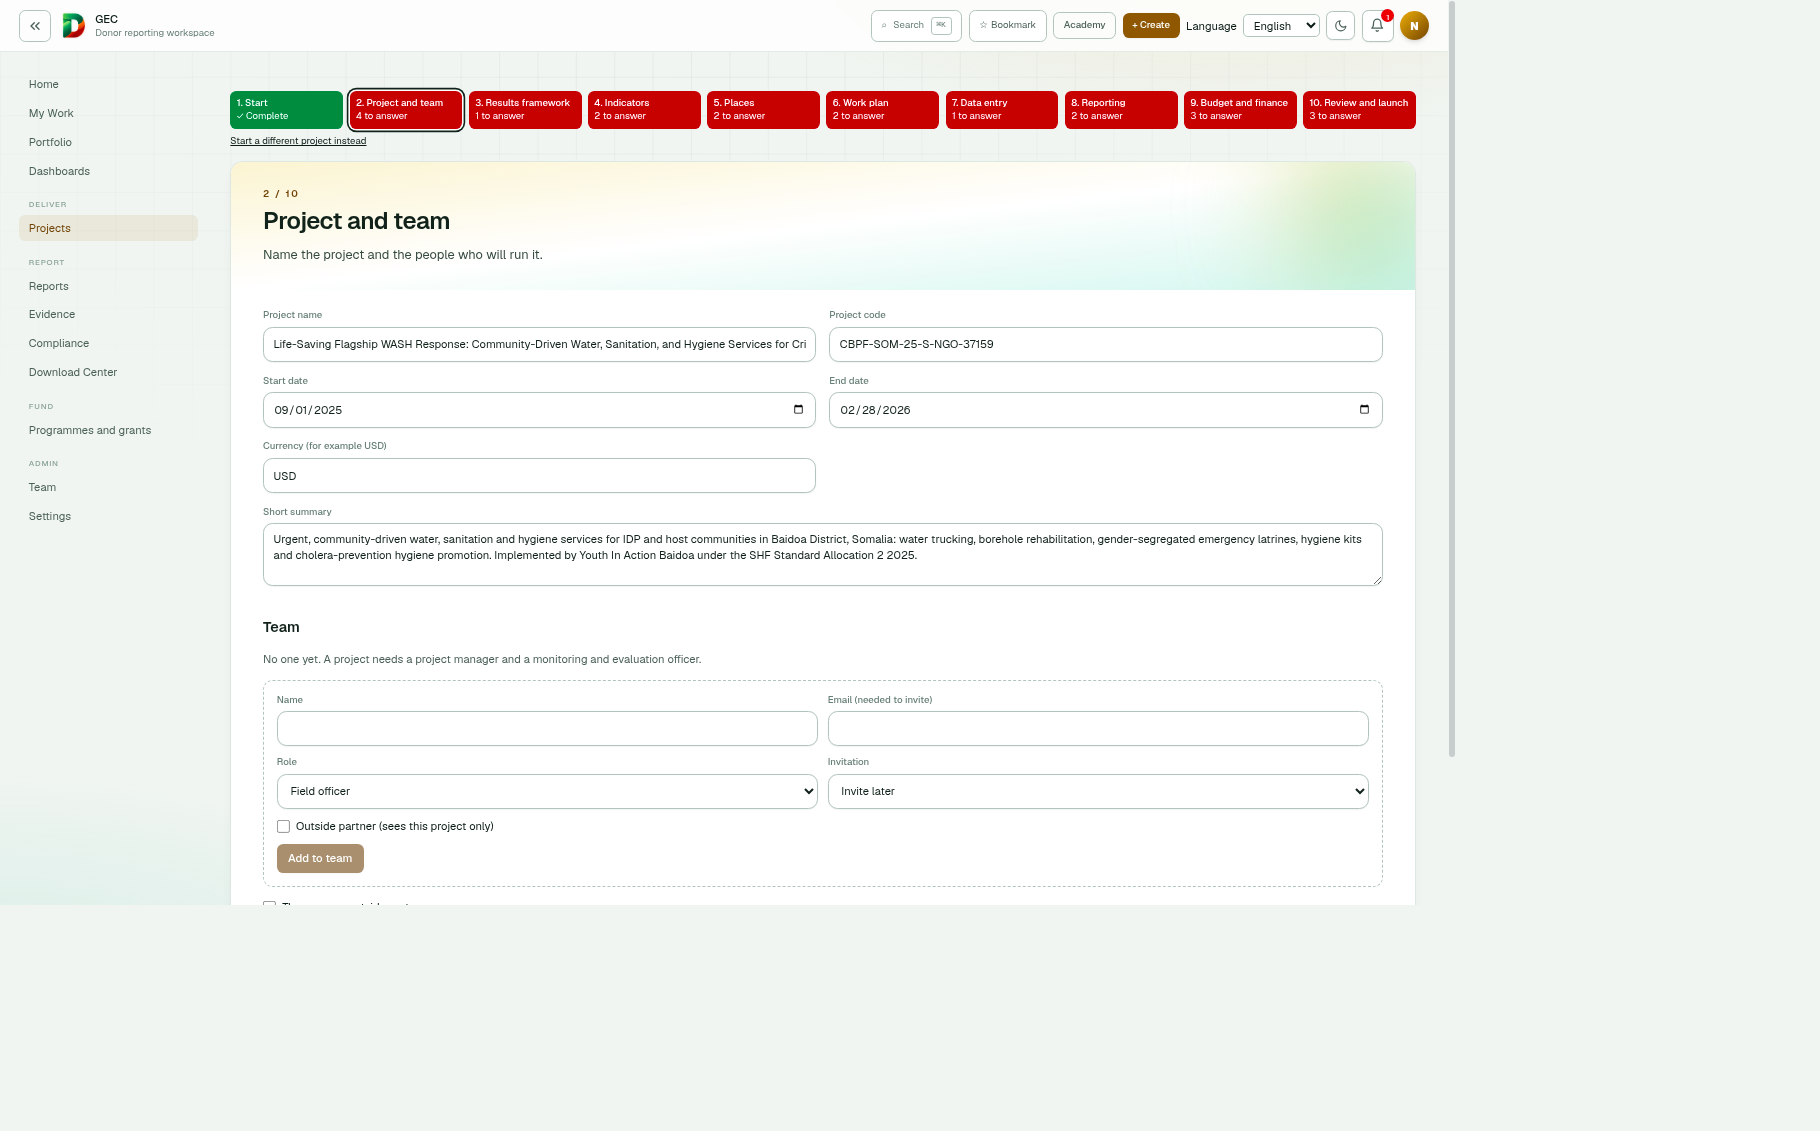 GEC
Donor reporting workspace
Search ⌘K
☆ Bookmark
Academy
+ Create
Language
English
1
N
Home
My Work
Portfolio
Dashboards
DELIVER
Projects
REPORT
Reports
Evidence
Compliance
Download Center
FUND
Programmes and grants
ADMIN
Team
Settings
1. Start
✓ Complete
2. Project and team
4 to answer
3. Results framework
1 to answer
4. Indicators
2 to answer
5. Places
2 to answer
6. Work plan
2 to answer
7. Data entry
1 to answer
8. Reporting
2 to answer
9. Budget and finance
3 to answer
10. Review and launch
3 to answer
Start a different project instead
2 / 10
Project and team
Name the project and the people who will run it.
Project name
Life-Saving Flagship WASH Response: Community-Driven Water, Sanitation, and Hygiene Services for Cri
Project code
CBPF-SOM-25-S-NGO-37159
Start date
09/01/2025
End date
02/28/2026
Currency (for example USD)
USD
Short summary
Urgent, community-driven water, sanitation and hygiene services for IDP and host communities in Baidoa District, Somalia: water trucking, borehole rehabilitation, gender-segregated emergency latrines, hygiene kits
and cholera-prevention hygiene promotion. Implemented by Youth In Action Baidoa under the SHF Standard Allocation 2 2025.
Team
No one yet. A project needs a project manager and a monitoring and evaluation officer.
Name
Email (needed to invite)
Role
Field officer
Invitation
Invite later
Outside partner (sees this project only)
Add to team